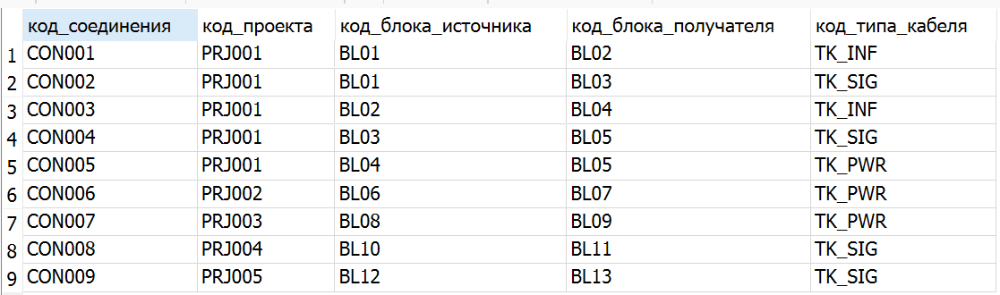 код_соединения код_проекта код_блока_источника код_блока_получателя код_типа_кабеля
1 CON001 PRJ001 BL01 BL02 TK_INF
2 CON002 PRJ001 BL01 BL03 TK_SIG
3 CON003 PRJ001 BL02 BL04 TK_INF
4 CON004 PRJ001 BL03 BL05 TK_SIG
5 CON005 PRJ001 BL04 BL05 TK_PWR
6 CON006 PRJ002 BL06 BL07 TK_PWR
7 CON007 PRJ003 BL08 BL09 TK_PWR
8 CON008 PRJ004 BL10 BL11 TK_SIG
9 CON009 PRJ005 BL12 BL13 TK_SIG